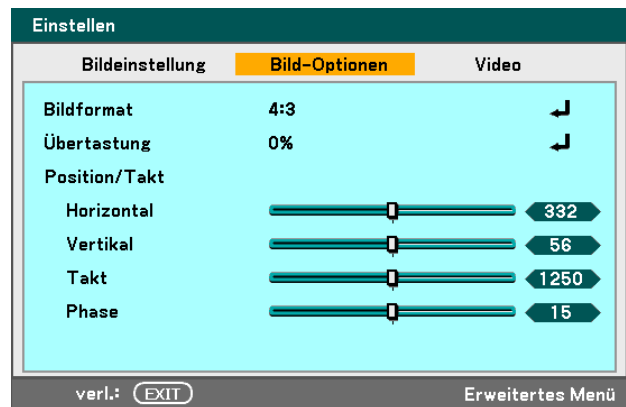 Einstellen
Bildeinstellung Bild-Optionen Video
Bildformat 4:3
Übertastung 0%
Position/Takt
Horizontal 332
Vertikal 56
Takt 1250
Phase 15
verl.: EXIT Erweitertes Menü